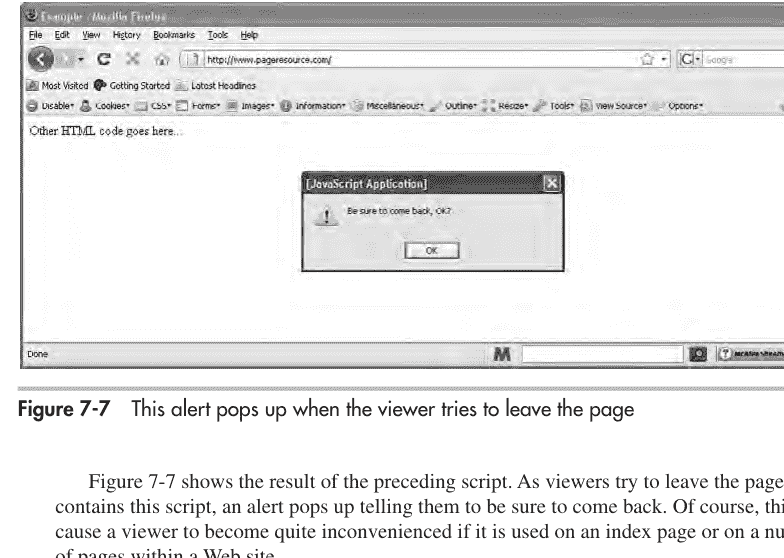 Example - Mozilla Firefox
File Edit View History Bookmarks Tools Help
http://www.pageresource.com/ Google
Most Visited Getting Started Latest Headlines
Disable Cookies CSS Forms Images Information Miscellaneous Outline Resize Tools View Source Options
Other HTML code goes here...
[JavaScript Application]
Be sure to come back, OK?
OK
Done
Figure 7-7 This alert pops up when the viewer tries to leave the page
Figure 7-7 shows the result of the preceding script. As viewers try to leave the page
contains this script, an alert pops up telling them to be sure to come back. Of course, thi
cause a viewer to become quite inconvenienced if it is used on an index page or on a nu
of pages within a Web site.